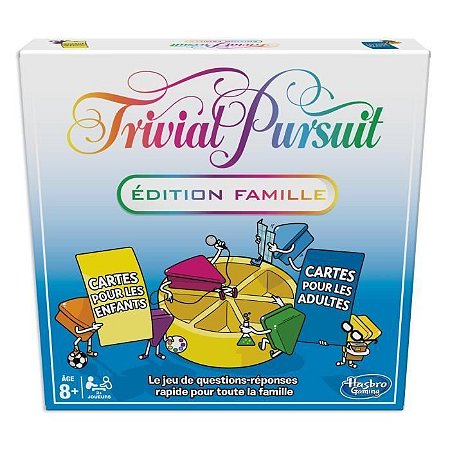 Trivial Pursuit
ÉDITION FAMILLE
CARTES
POUR LES
ENFANTS
CARTES
POUR LES
ADULTES
ÂGE
8+
JOUEURS
Le jeu de questions-réponses
rapide pour toute la famille
Hasbro
Gaming